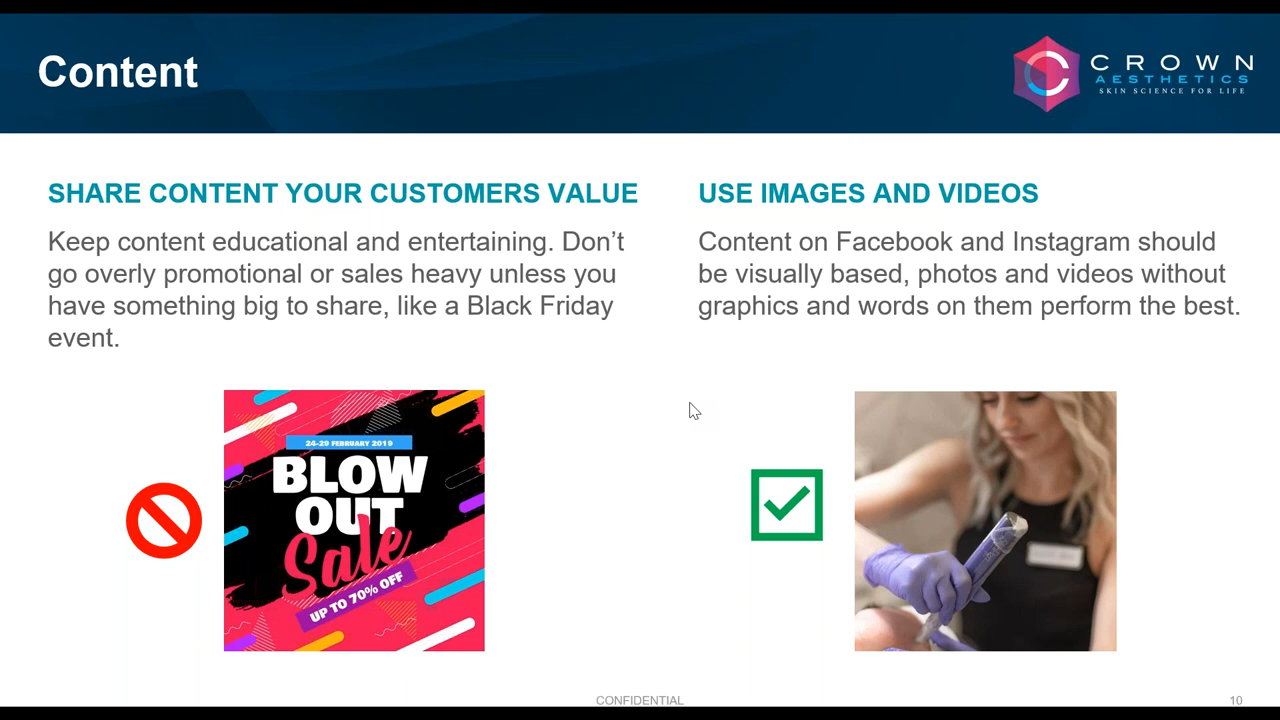 Content
CROWN
AESTHETICS
SKIN SCIENCE FOR LIFE
SHARE CONTENT YOUR CUSTOMERS VALUE
Keep content educational and entertaining. Don’t
go overly promotional or sales heavy unless you
have something big to share, like a Black Friday
event.
USE IMAGES AND VIDEOS
Content on Facebook and Instagram should
be visually based, photos and videos without
graphics and words on them perform the best.
24-29 FEBRUARY 2019
BLOW
OUT
Sale
UP TO 70% OFF
CONFIDENTIAL
10